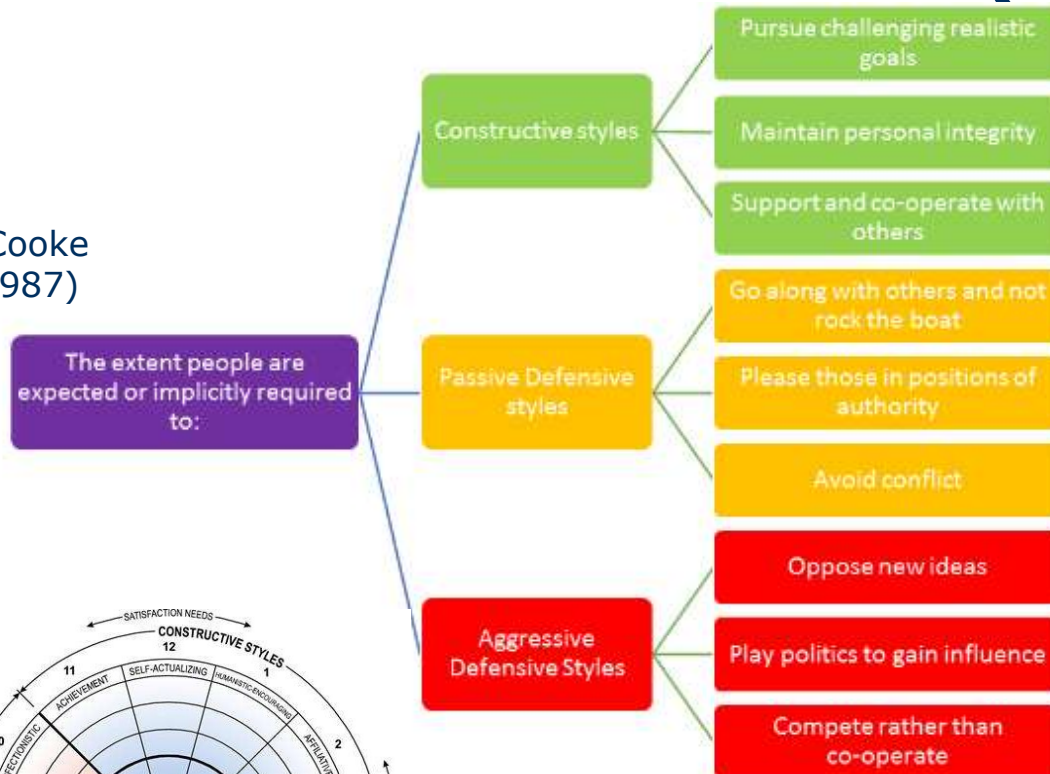 Cooke
987)
The extent people are
expected or implicitly required
to:
Constructive styles
Pursue challenging realistic
goals
Maintain personal integrity
Support and co-operate with
others
Passive Defensive
styles
Go along with others and not
rock the boat
Please those in positions of
authority
Avoid conflict
Aggressive
Defensive Styles
Oppose new ideas
Play politics to gain influence
Compete rather than
co-operate
SATISFACTION NEEDS
CONSTRUCTIVE STYLES
12
11
1
2
ACHIEVEMENT
SELF-ACTUALIZING
HUMANISTIC-ENCOURAGING